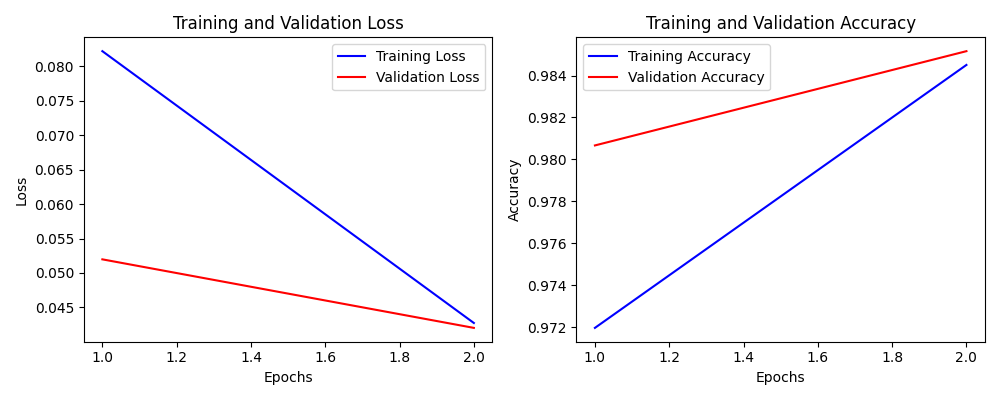 Training and Validation Loss
Training Loss
Validation Loss
0.080
0.075
0.070
0.065
0.060
0.055
0.050
0.045
Loss
1.0 1.2 1.4 1.6 1.8 2.0
Epochs
Training and Validation Accuracy
Training Accuracy
Validation Accuracy
0.984
0.982
0.980
0.978
0.976
0.974
0.972
Accuracy
1.0 1.2 1.4 1.6 1.8 2.0
Epochs